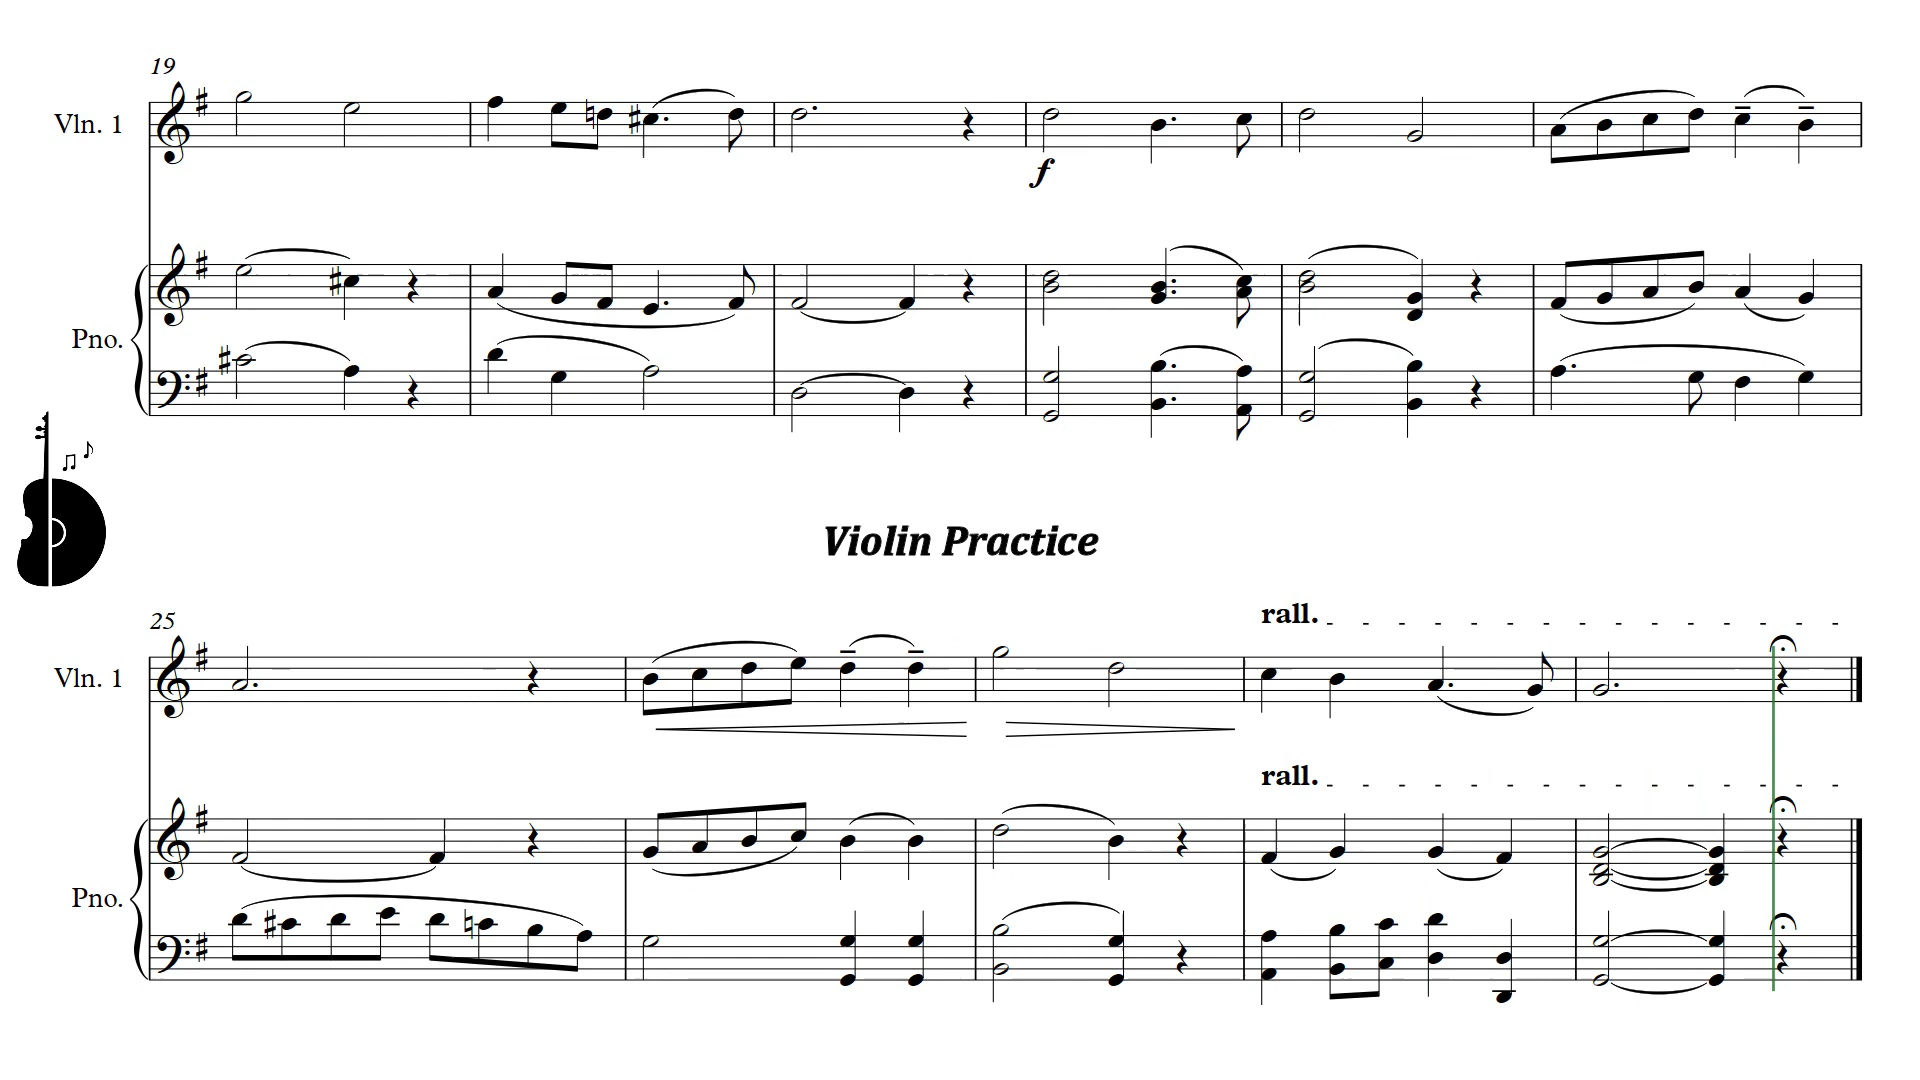 19
Vln. 1
f
Pno.
Violin Practice
rall.
25
Vln. 1
rall.
Pno.